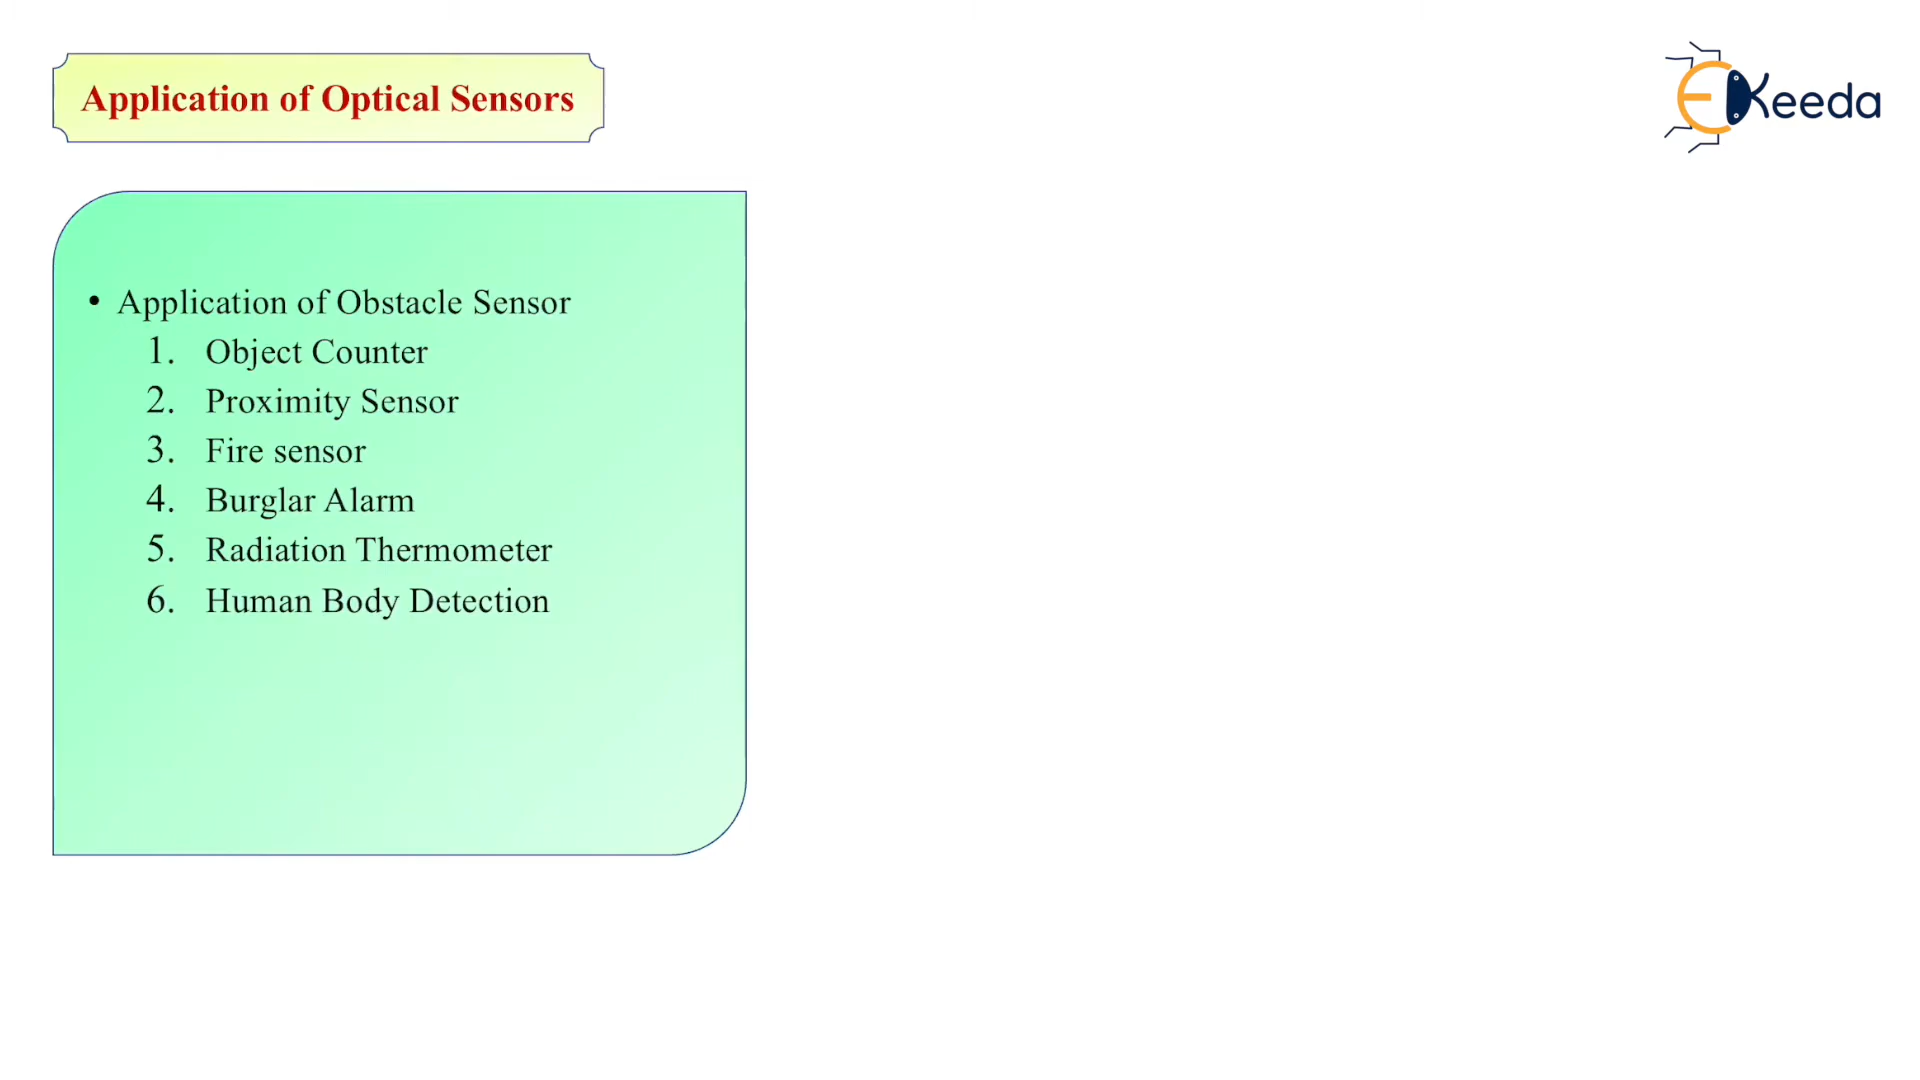 Application of Optical Sensors
EKeeda
• Application of Obstacle Sensor
1. Object Counter
2. Proximity Sensor
3. Fire sensor
4. Burglar Alarm
5. Radiation Thermometer
6. Human Body Detection